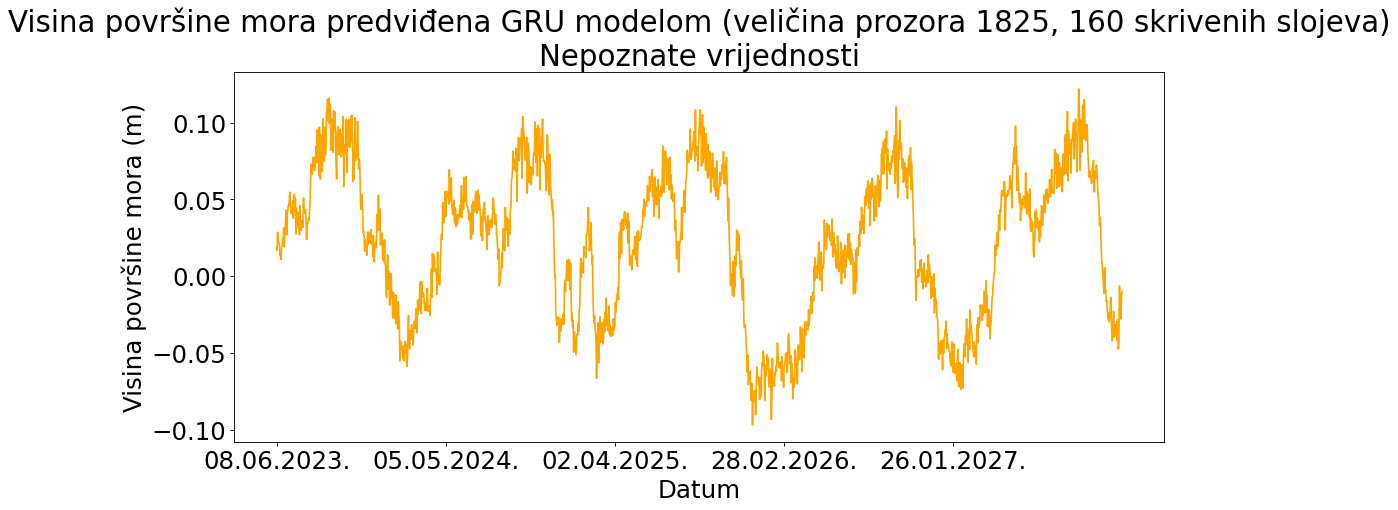 Visina površine mora predviđena GRU modelom (veličina prozora 1825, 160 skrivenih slojeva)
Nepoznate vrijednosti
Visina površine mora (m)
0.10
0.05
0.00
−0.05
−0.10
08.06.2023. 05.05.2024. 02.04.2025. 28.02.2026. 26.01.2027.
Datum